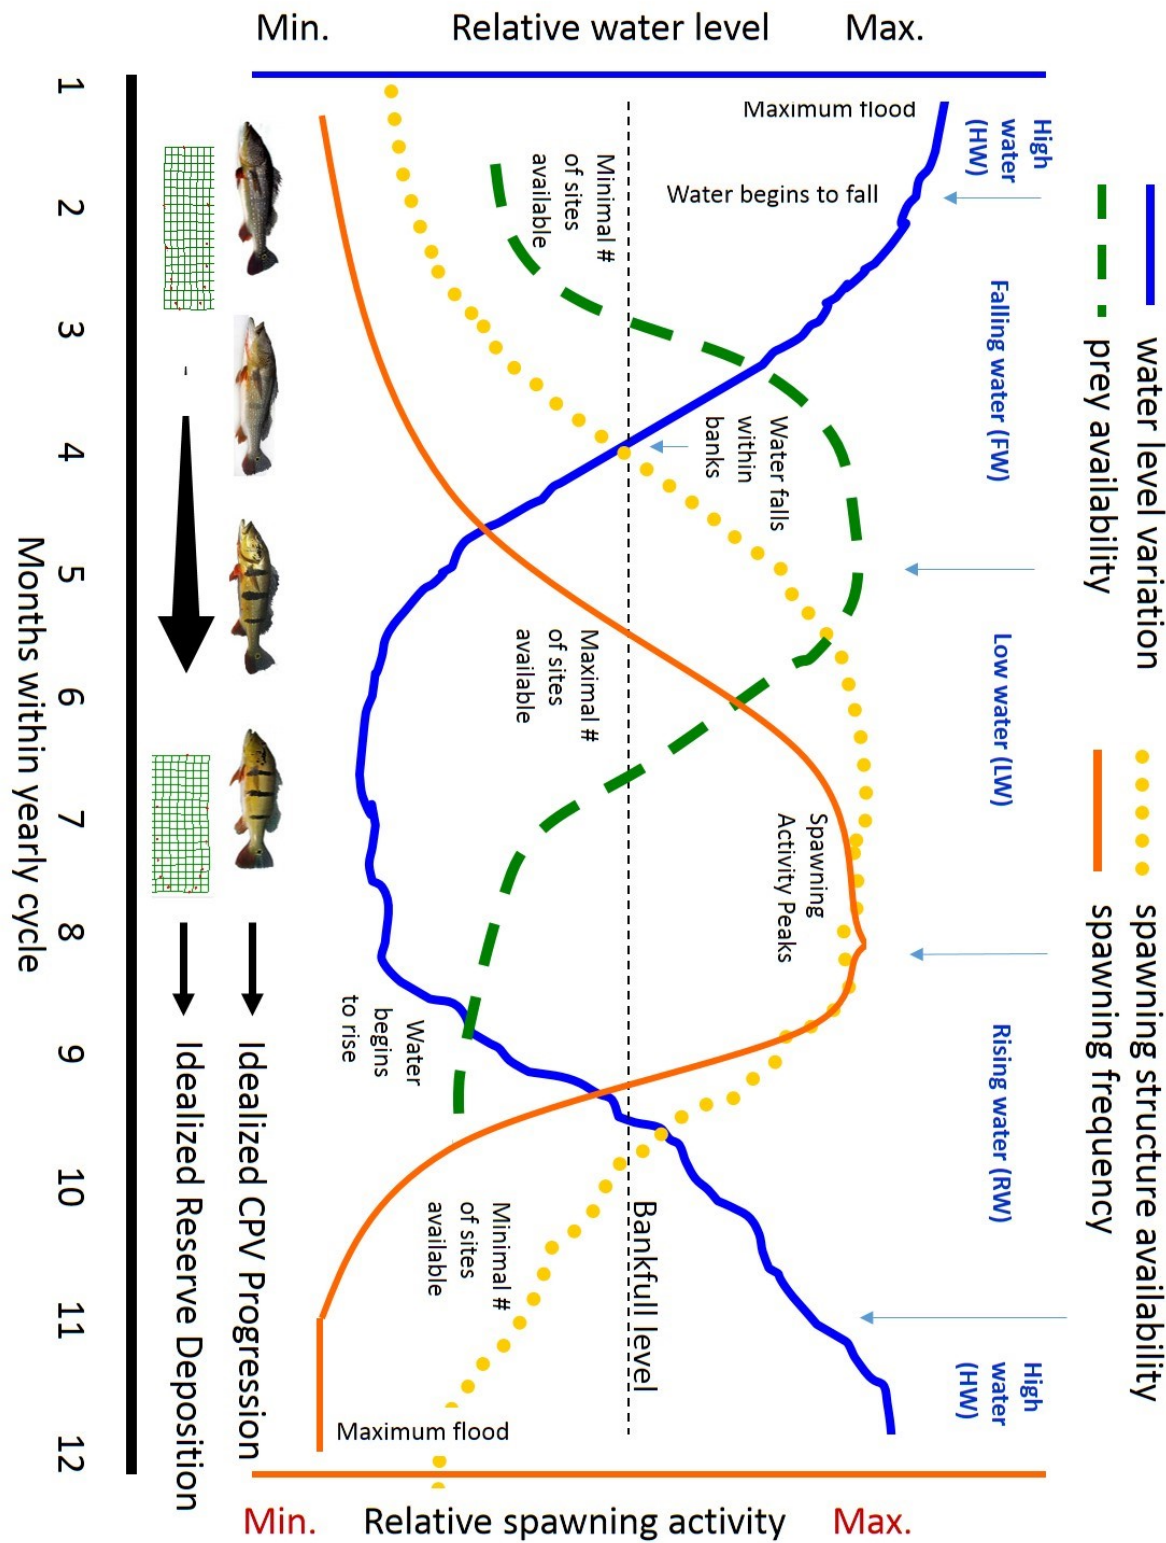 water level variation
prey availability
spawning structure availability
spawning frequency
High
water
(HW)
Falling water (FW)
Low water (LW)
Rising water (RW)
High
water
(HW)
Max.
Relative water level
Min.
Maximum flood
Water begins to fall
Minimal #
of sites
available
Water falls
within
banks
Maximal #
of sites
available
Spawning
Activity Peaks
Water
begins
to rise
Bankfull level
Minimal #
of sites
available
Maximum flood
Max.
Relative spawning activity
Min.
Idealized CPV Progression
Idealized Reserve Deposition
1 2 3 4 5 6 7 8 9 10 11 12
Months within yearly cycle